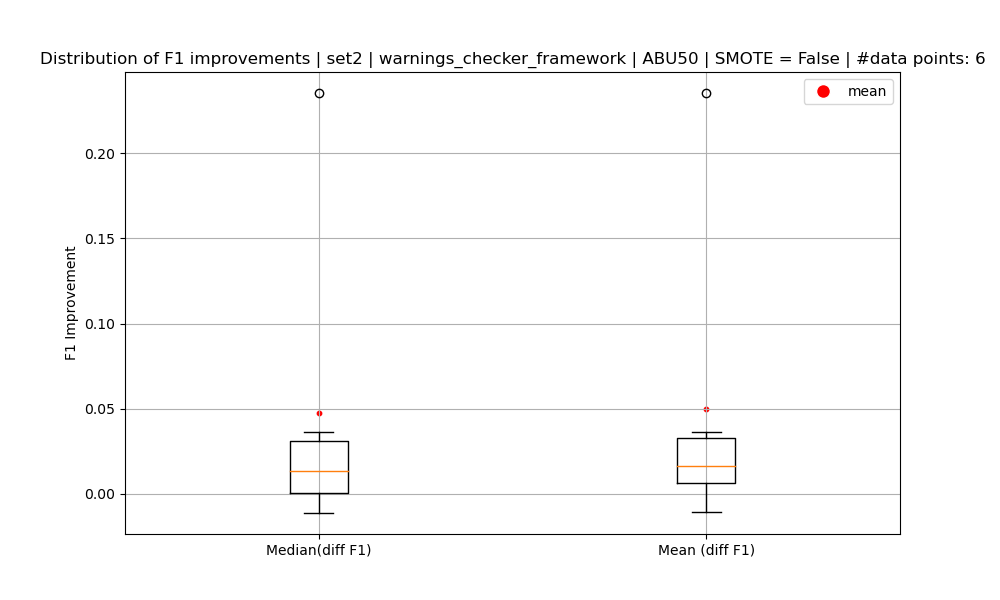 Distribution of F1 improvements | set2 | warnings_checker_framework | ABU50 | SMOTE = False | #data points: 6
mean
0.20
0.15
0.10
0.05
0.00
F1 Improvement
Median(diff F1)
Mean (diff F1)